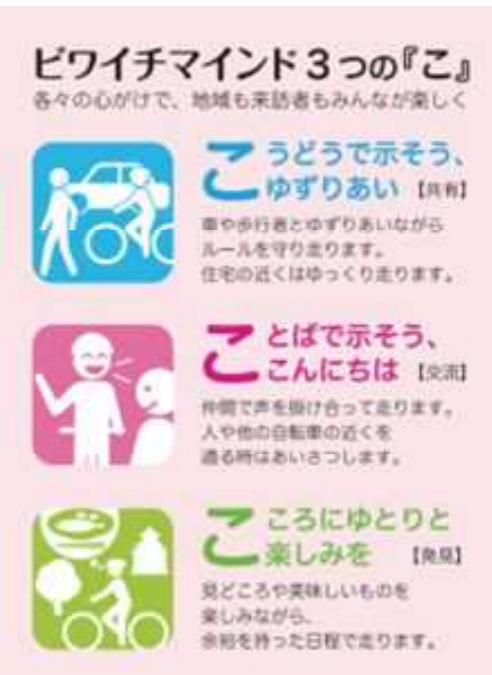 ビワイチマインド3つの『こ』
各々の心がけで、地域も来訪者もみんなが楽しく
こうどうで示そう、
ゆずりあい【共有】
車や歩行者とゆずりあいながら
ルールを守り走ります。
住宅の近くはゆっくり走ります。
ことばで示そう、
こんにちは【交流】
仲間で声を掛け合って走ります。
人や他の自転車の近くを
通る時はあいさつします。
こころにゆとりと
楽しみを【発見】
見どころや美味しいものを
楽しみながら、
余裕を持った日程で走ります。